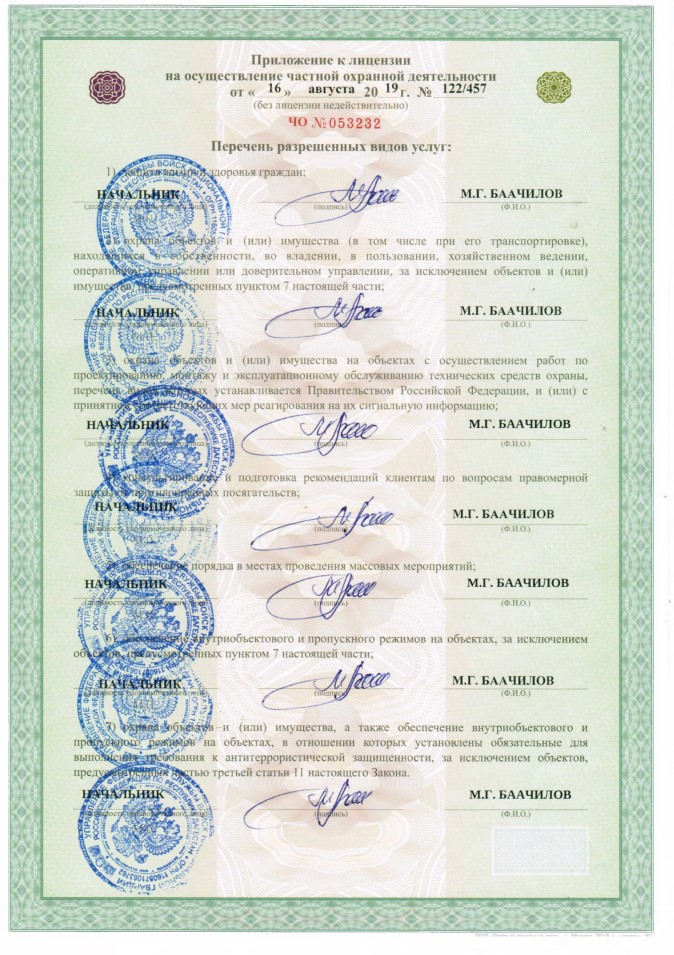 Приложение к лицензии
на осуществление частной охранной деятельности
от « 16 » августа 20 19 г. № 122/457
(без лицензии недействительно)
ЧО №053232
Перечень разрешенных видов услуг:
1) защита жизни и здоровья граждан;
НАЧАЛЬНИК М.Г. БААЧИЛОВ
(должность уполномоченного лица) (подпись) (Ф.И.О.)
2) охрана объектов и (или) имущества (в том числе при его транспортировке),
находящихся в собственности, во владении, в пользовании, хозяйственном ведении,
оперативном управлении или доверительном управлении, за исключением объектов и (или)
имущества, предусмотренных пунктом 7 настоящей части;
НАЧАЛЬНИК М.Г. БААЧИЛОВ
(должность уполномоченного лица) (подпись) (Ф.И.О.)
3) охрана объектов и (или) имущества на объектах с осуществлением работ по
проектированию, монтажу и эксплуатационному обслуживанию технических средств охраны,
перечень видов которых устанавливается Правительством Российской Федерации, и (или) с
принятием соответствующих мер реагирования на их сигнальную информацию;
НАЧАЛЬНИК М.Г. БААЧИЛОВ
(должность уполномоченного лица) (подпись) (Ф.И.О.)
4) консультирование и подготовка рекомендаций клиентам по вопросам правомерной
защиты от противоправных посягательств;
НАЧАЛЬНИК М.Г. БААЧИЛОВ
(должность уполномоченного лица) (подпись) (Ф.И.О.)
5) обеспечение порядка в местах проведения массовых мероприятий;
НАЧАЛЬНИК М.Г. БААЧИЛОВ
(должность уполномоченного лица) (подпись) (Ф.И.О.)
6) обеспечение внутриобъектового и пропускного режимов на объектах, за исключением
объектов, предусмотренных пунктом 7 настоящей части;
НАЧАЛЬНИК М.Г. БААЧИЛОВ
(должность уполномоченного лица) (подпись) (Ф.И.О.)
7) охрана объектов и (или) имущества, а также обеспечение внутриобъектового и
пропускного режимов на объектах, в отношении которых установлены обязательные для
выполнения требования к антитеррористической защищенности, за исключением объектов,
предусмотренных частью третьей статьи 11 настоящего Закона.
НАЧАЛЬНИК М.Г. БААЧИЛОВ
(должность уполномоченного лица) (подпись) (Ф.И.О.)